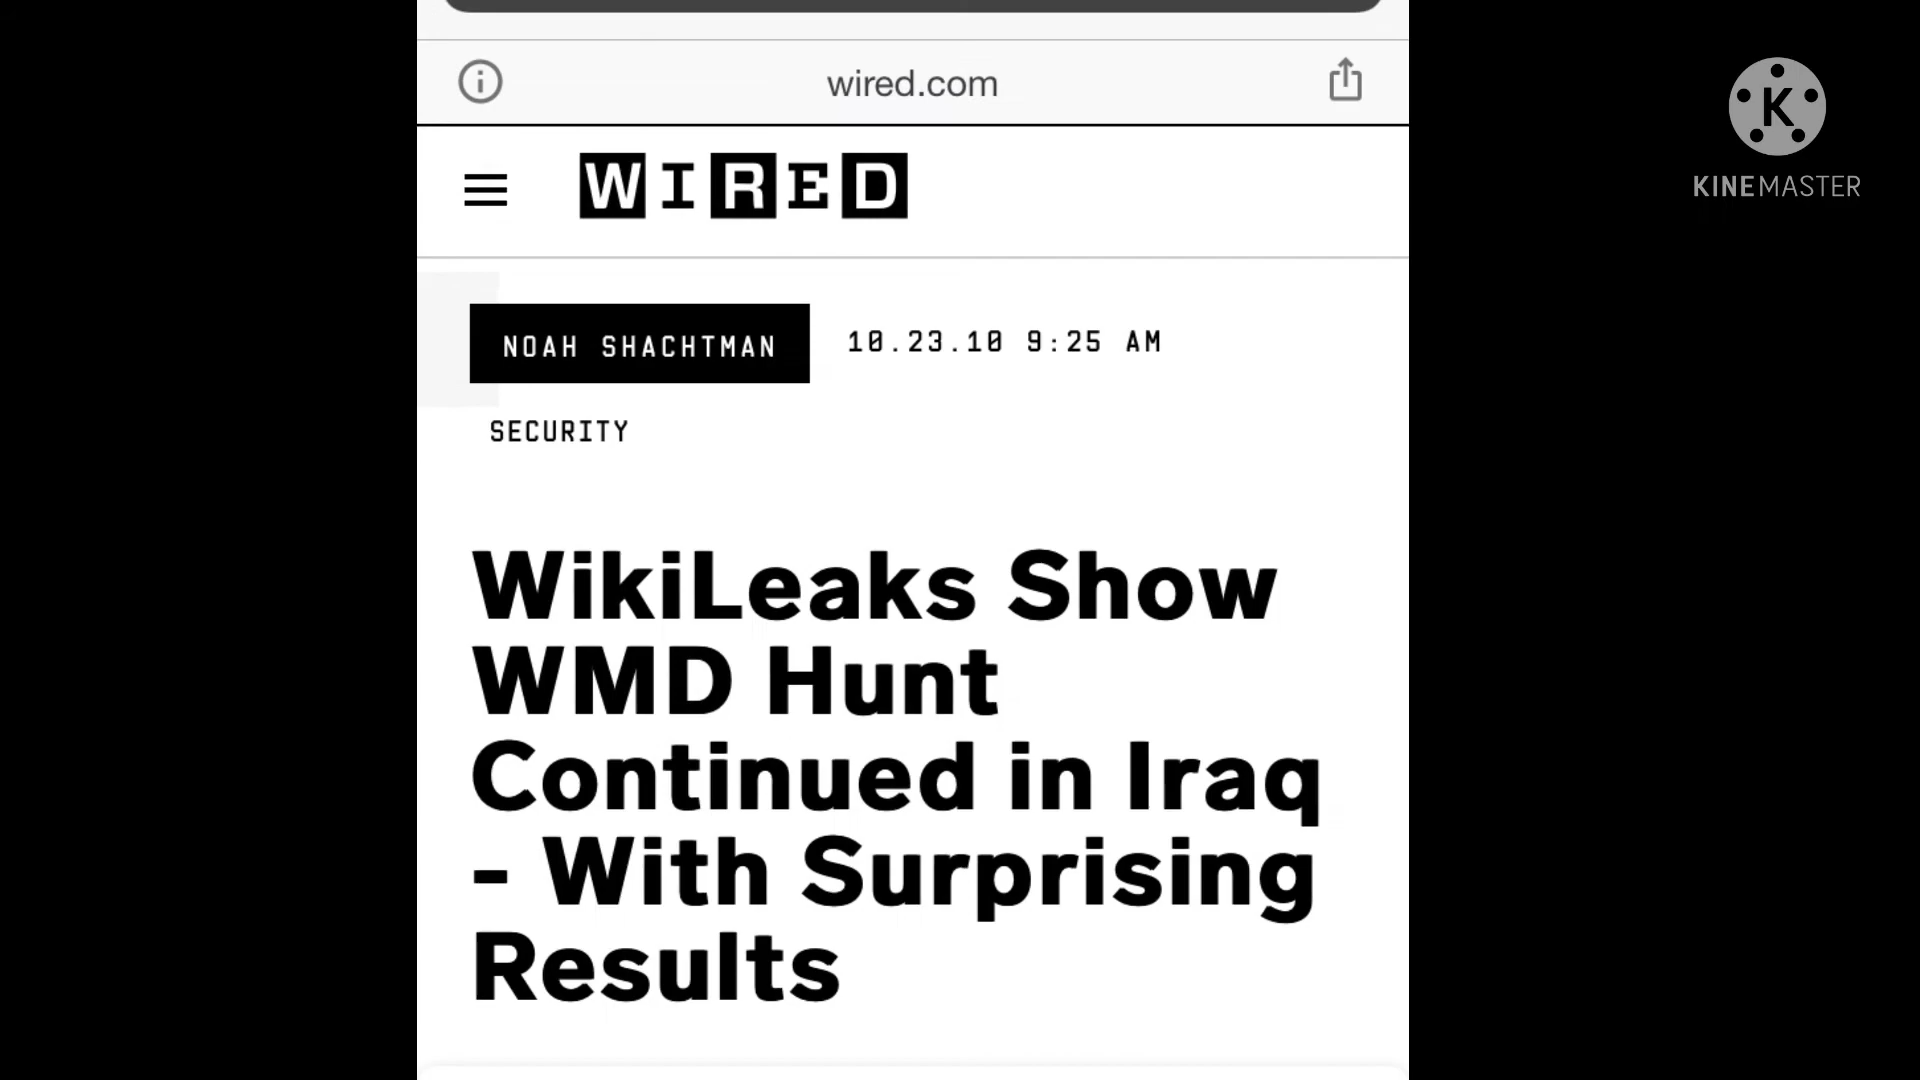 wired.com
WIRED
NOAH SHACHTMAN
10.23.10 9:25 AM
SECURITY
WikiLeaks Show
WMD Hunt
Continued in Iraq
- With Surprising
Results
K
KINEMASTER